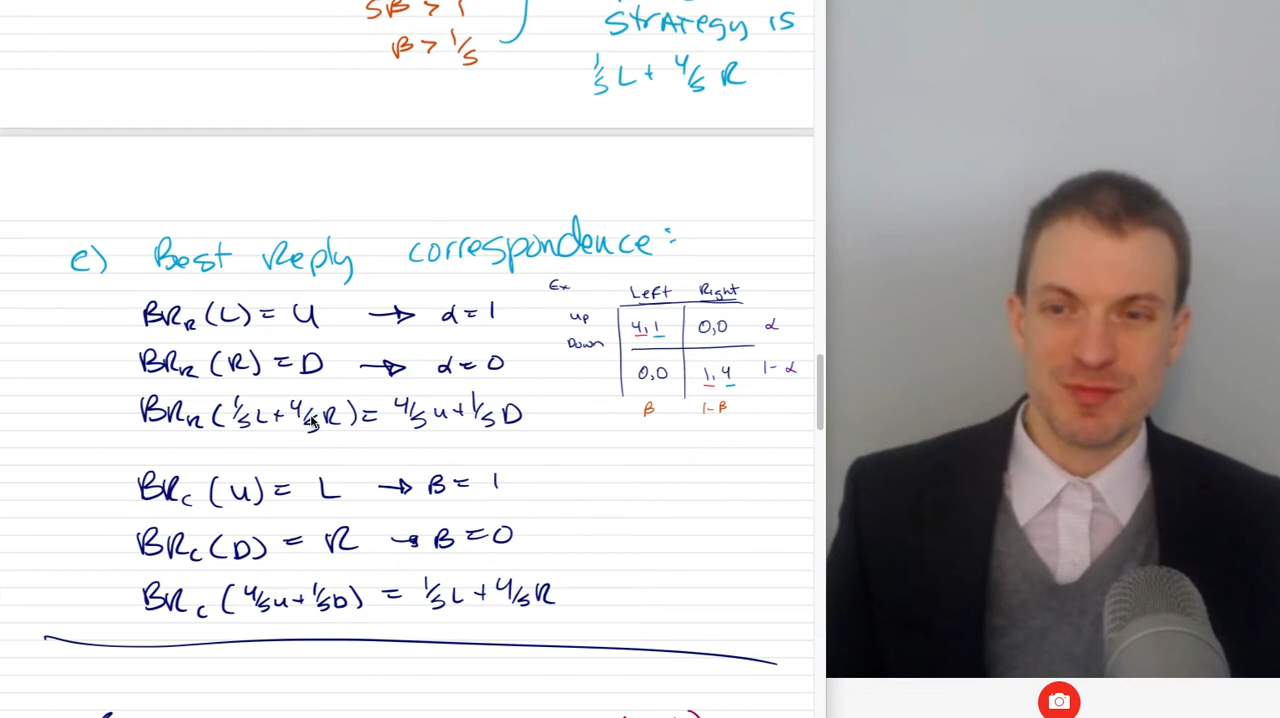 5B > 1
B > 1/5
strategy is
1/5 L + 4/5 R
e) Best Reply correspondence:
BR_R (L) = U → α = 1
BR_R (R) = D → α = 0
BR_R (1/5 L + 4/5 R) = 4/5 U + 1/5 D
BR_C (U) = L → B = 1
BR_C (D) = R → B = 0
BR_C (4/5 U + 1/5 D) = 1/5 L + 4/5 R
Ex
Left Right
Up 4,1 0,0 α
Down 0,0 1,4 1-α
B 1-B